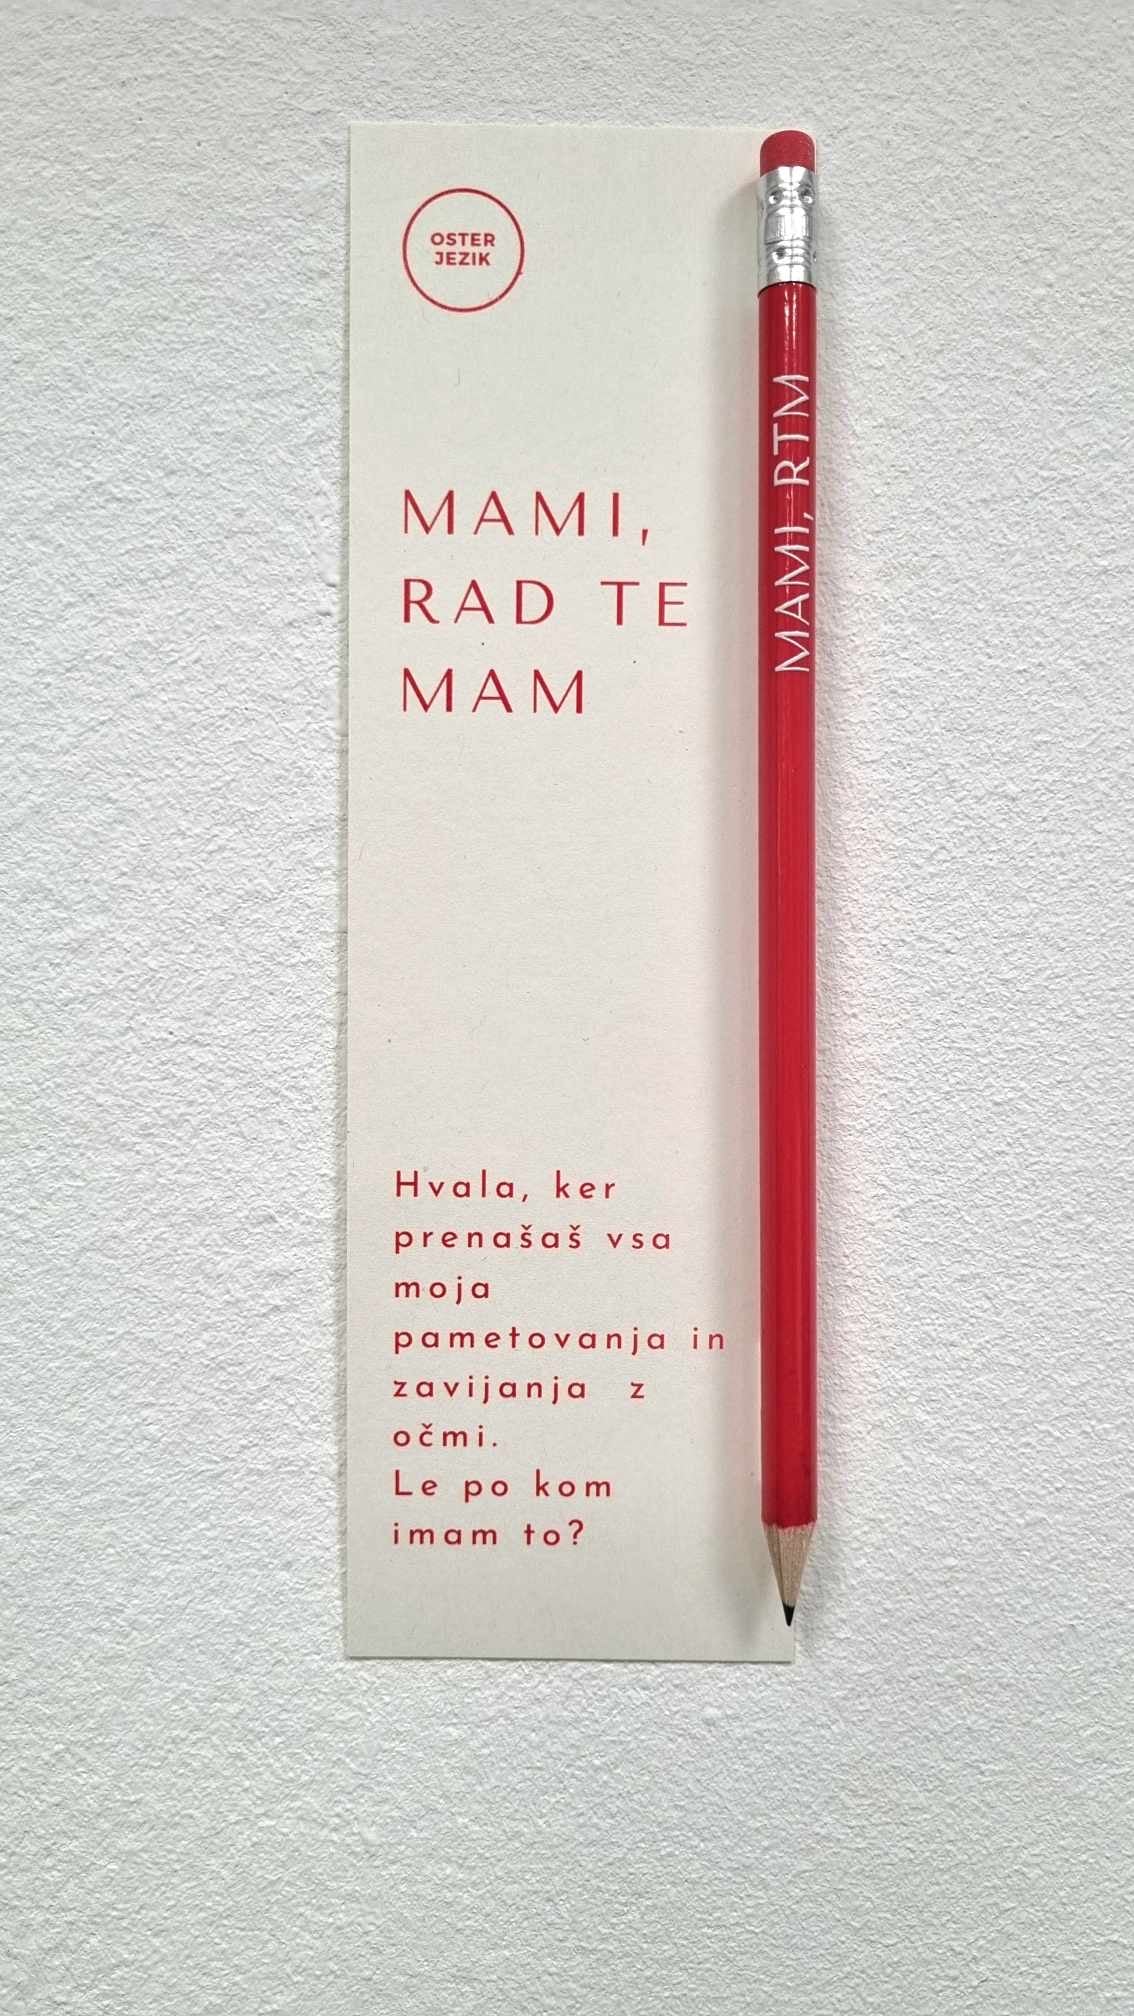 OSTER
JEZIK
MAMI,
RAD TE
MAM
Hvala, ker
prenašaš vsa
moja
pametovanja in
zavijanja z
očmi.
Le po kom
imam to?
MAMI, RTM